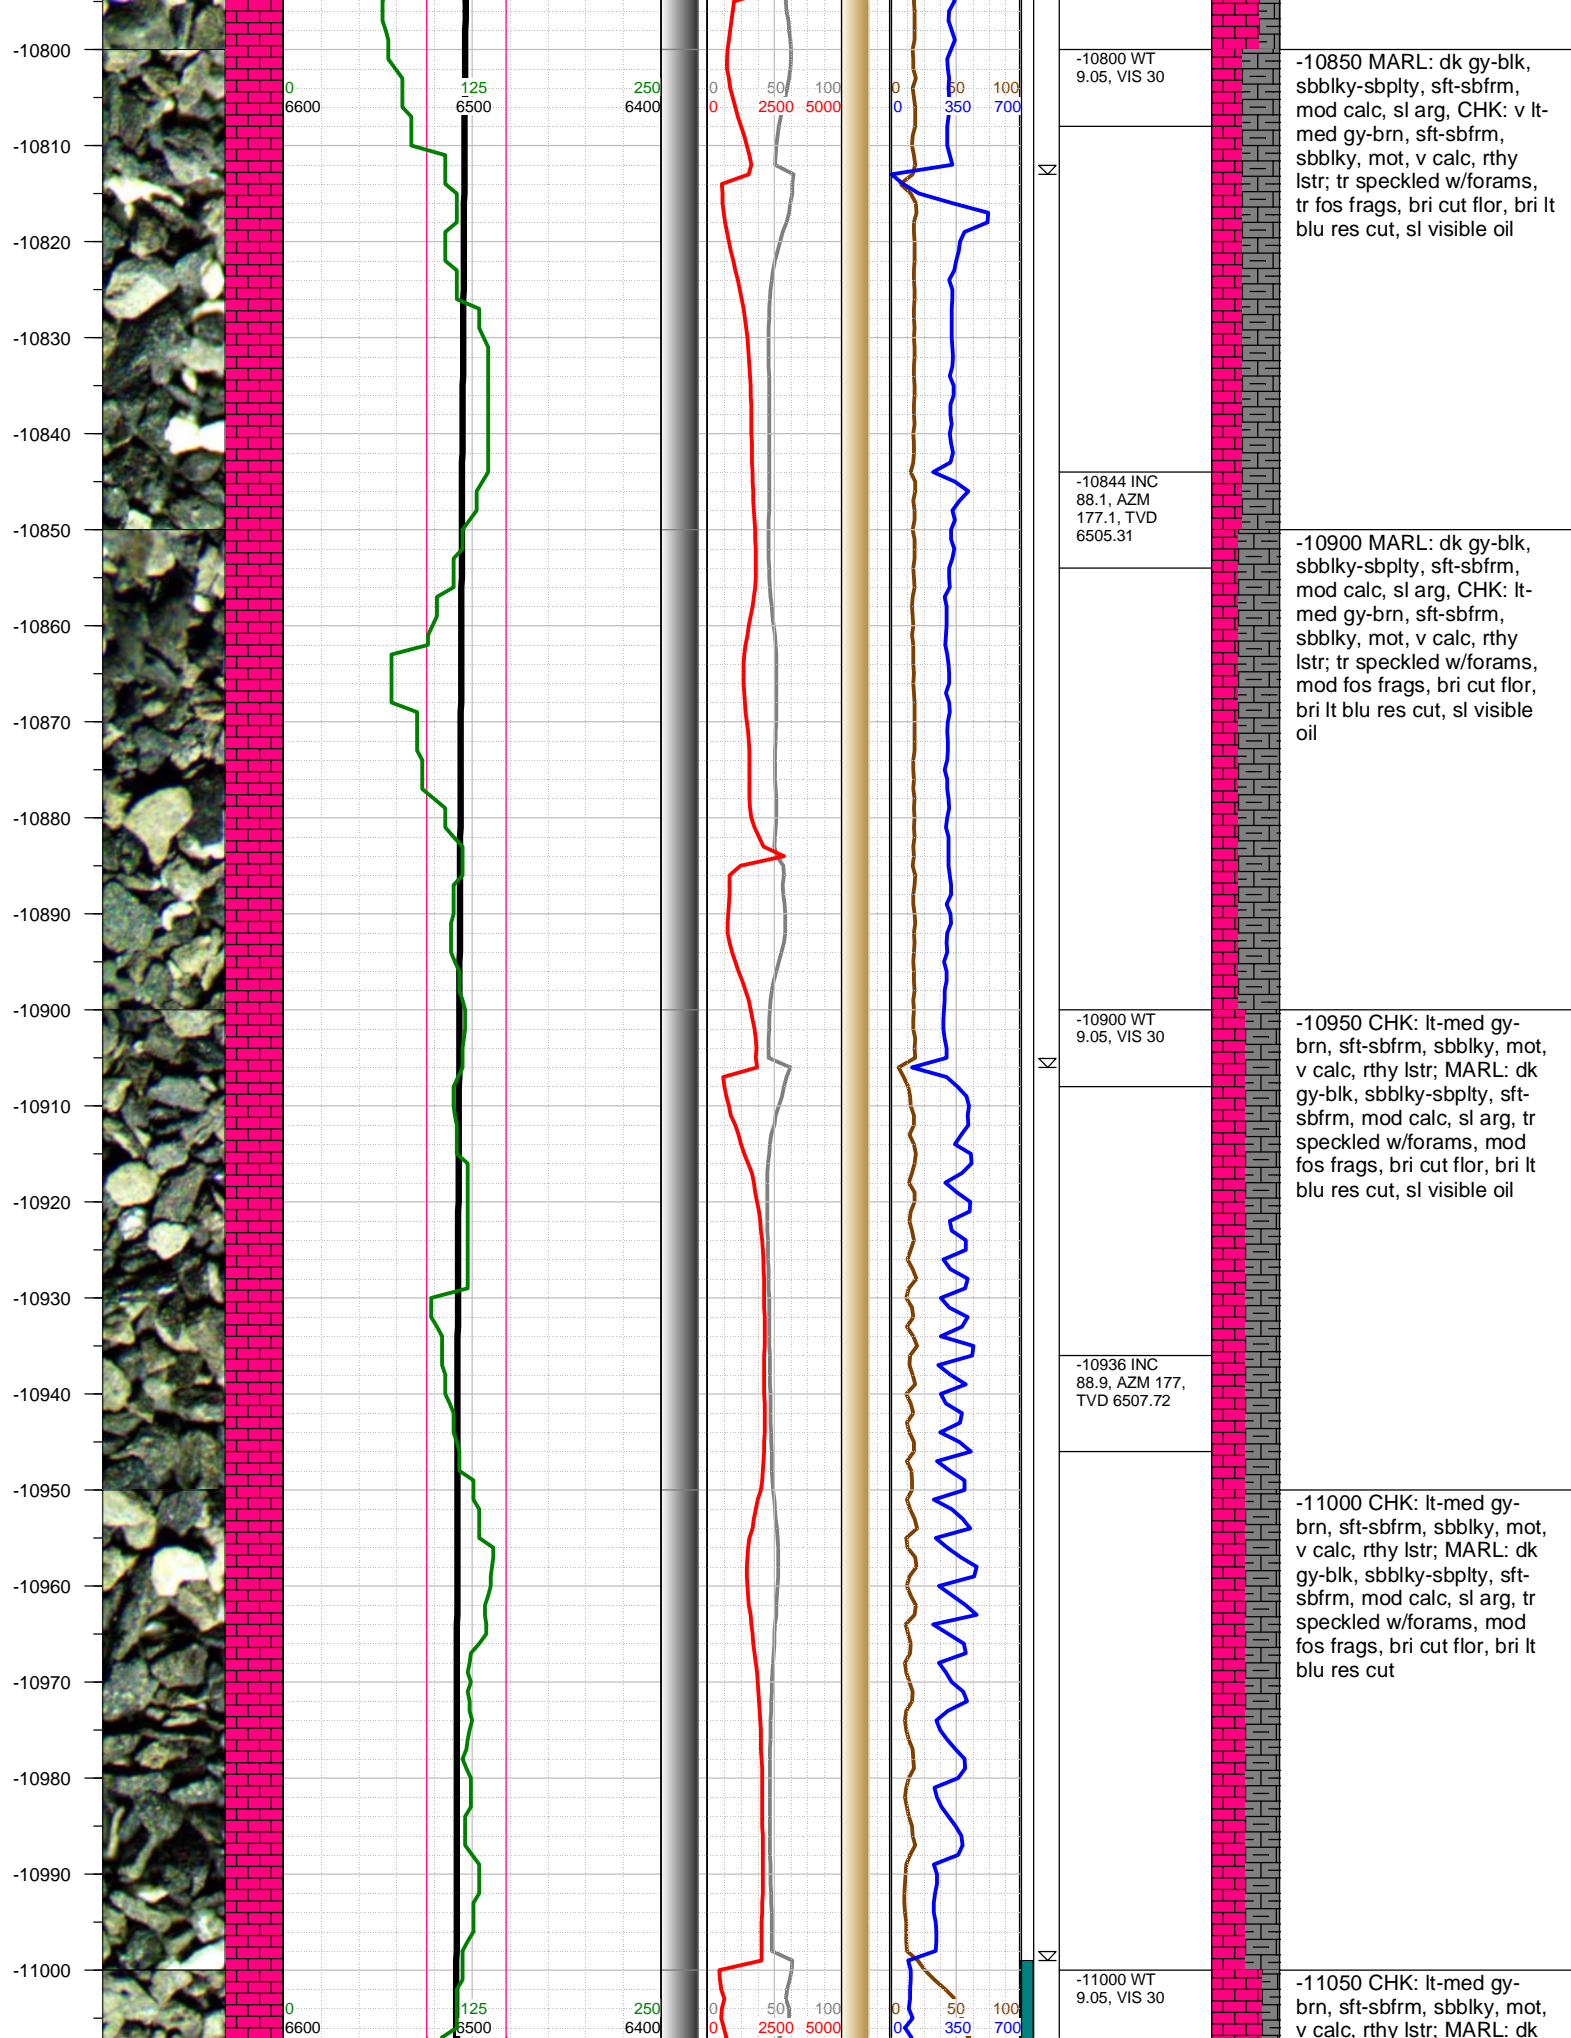 -10800
-10810
-10820
-10830
-10840
-10850
-10860
-10870
-10880
-10890
-10900
-10910
-10920
-10930
-10940
-10950
-10960
-10970
-10980
-10990
-11000
0 125 250
6600 6500 6400
0 50 100
0 2500 5000
0 50 100
0 350 700
-10800 WT
9.05, VIS 30
-10844 INC
88.1, AZM
177.1, TVD
6505.31
-10900 WT
9.05, VIS 30
-10936 INC
88.9, AZM 177,
TVD 6507.72
-11000 WT
9.05, VIS 30
-10850 MARL: dk gy-blk,
sbblky-sbplty, sft-sbfrm,
mod calc, sl arg, CHK: v lt-
med gy-brn, sft-sbfrm,
sbblky, mot, v calc, rthy
lstr; tr speckled w/forams,
tr fos frags, bri cut flor, bri lt
blu res cut, sl visible oil
-10900 MARL: dk gy-blk,
sbblky-sbplty, sft-sbfrm,
mod calc, sl arg, CHK: lt-
med gy-brn, sft-sbfrm,
sbblky, mot, v calc, rthy
lstr; tr speckled w/forams,
mod fos frags, bri cut flor,
bri lt blu res cut, sl visible
oil
-10950 CHK: lt-med gy-
brn, sft-sbfrm, sbblky, mot,
v calc, rthy lstr; MARL: dk
gy-blk, sbblky-sbplty, sft-
sbfrm, mod calc, sl arg, tr
speckled w/forams, mod
fos frags, bri cut flor, bri lt
blu res cut, sl visible oil
-11000 CHK: lt-med gy-
brn, sft-sbfrm, sbblky, mot,
v calc, rthy lstr; MARL: dk
gy-blk, sbblky-sbplty, sft-
sbfrm, mod calc, sl arg, tr
speckled w/forams, mod
fos frags, bri cut flor, bri lt
blu res cut
-11050 CHK: lt-med gy-
brn, sft-sbfrm, sbblky, mot,
v calc, rthy lstr; MARL: dk
0 125 250
6600 6500 6400
0 50 100
0 2500 5000
0 50 100
0 350 700